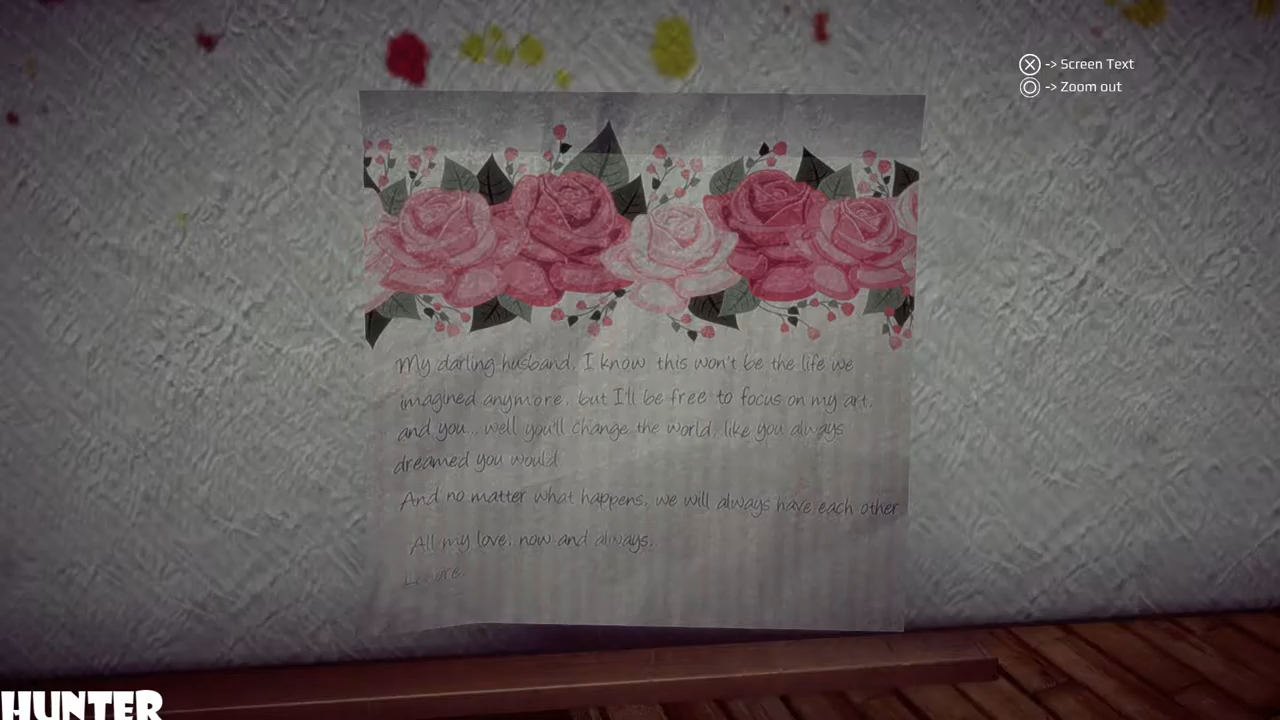 -> Screen Text
-> Zoom out
My darling husband, I know this won't be the life we
imagined anymore, but I'll be free to focus on my art,
and you... well you'll change the world, like you always
dreamed you would
And no matter what happens, we will always have each other
All my love, now and always,
Lenore
HUNTER